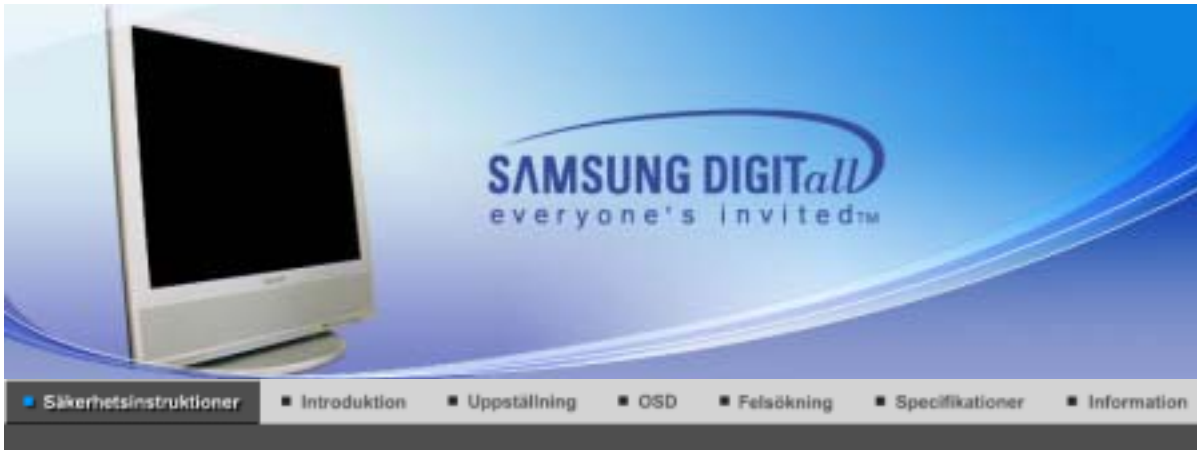 SAMSUNG DIGITall
everyone's invited™
Säkerhetsinstruktioner Introduktion Uppställning OSD Felsökning Specifikationer Information